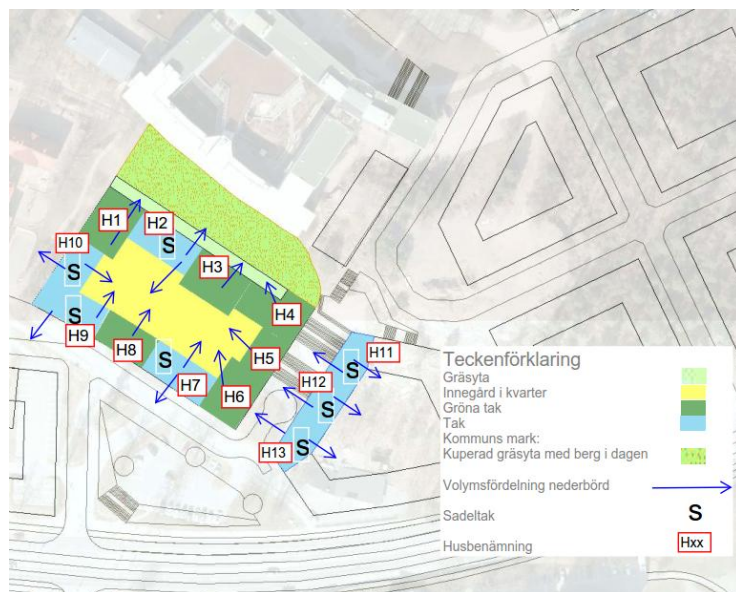 H1
H2
S
H10
S
H3
S
H4
H9
H8
S
H5
H7
H6
H11
S
H12
S
H13
S
Teckenförklaring
Gräsyta
Innegård i kvarter
Gröna tak
Tak
Kommuns mark:
Kuperad gräsyta med berg i dagen
Volymsfördelning nederbörd
Sadeltak
S
Husbenämning
Hxx